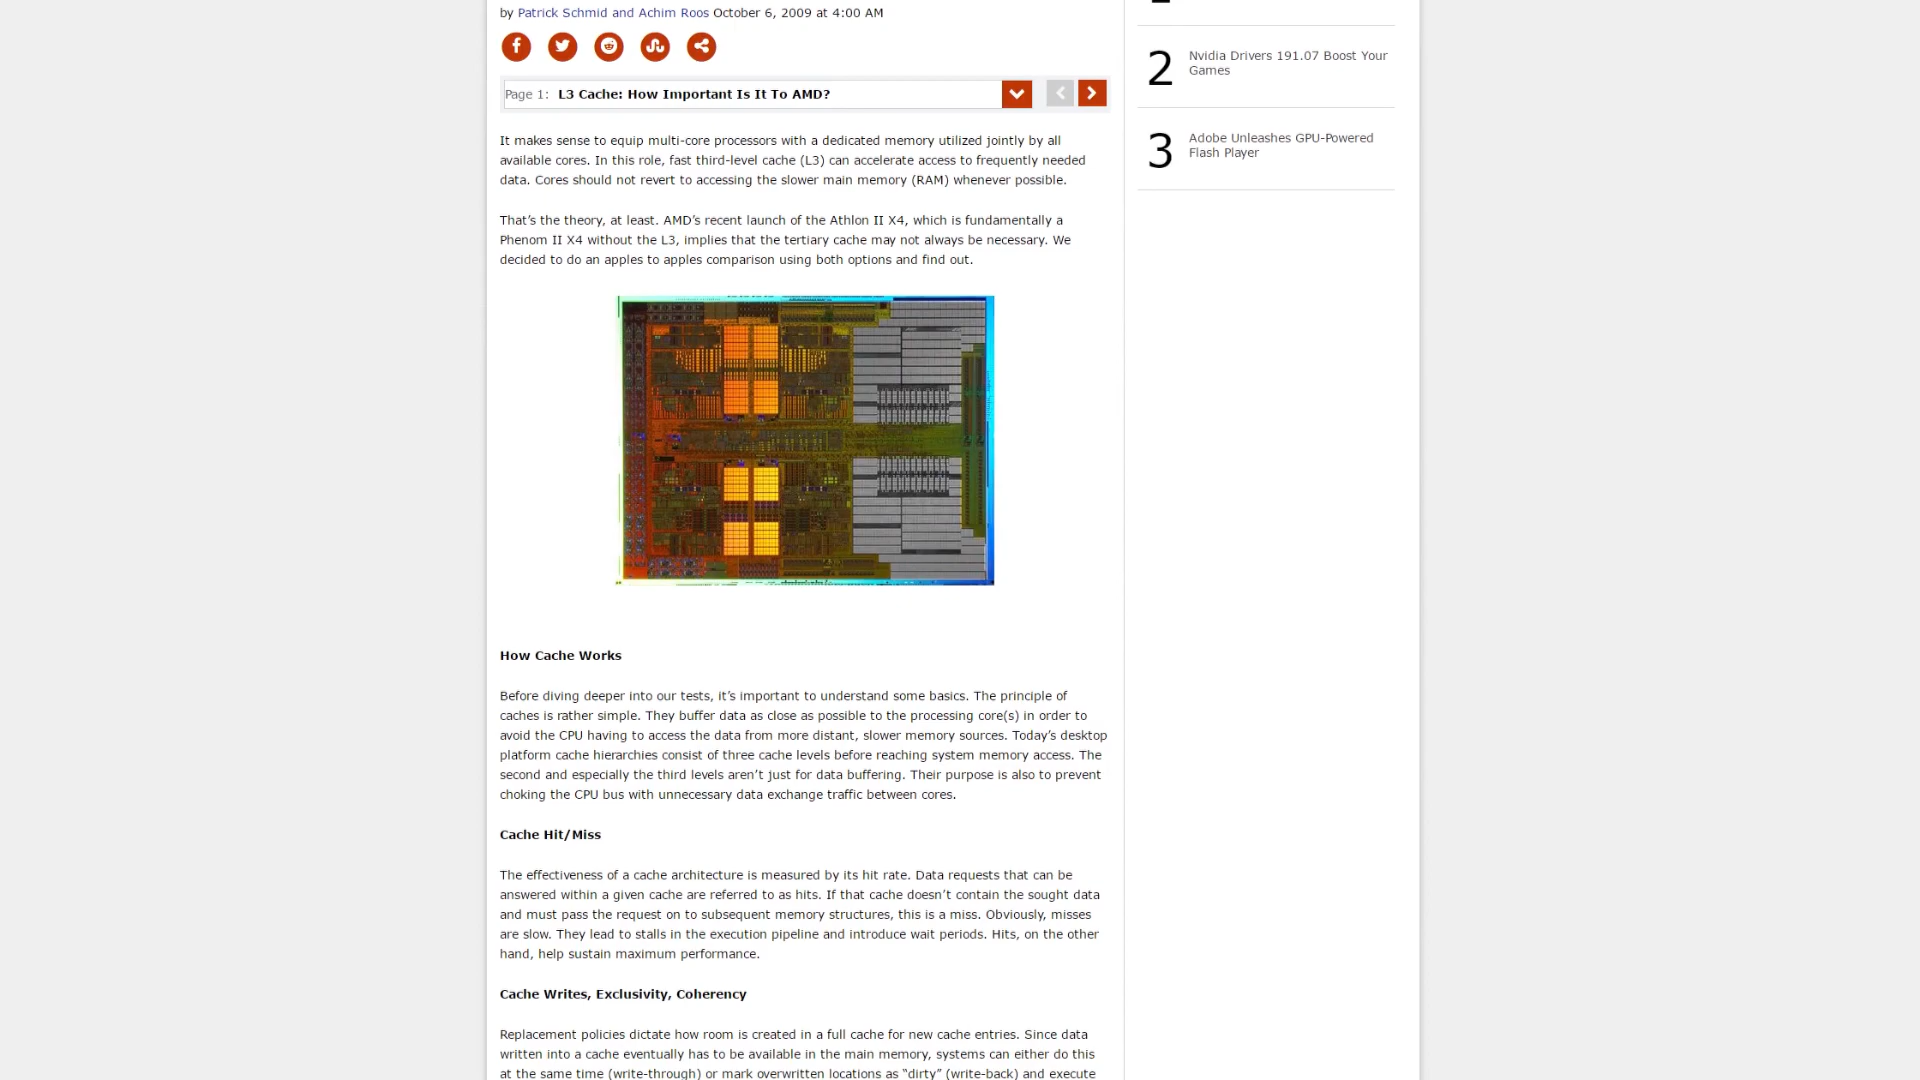 by Patrick Schmid and Achim Roos October 6, 2009 at 4:00 AM
Page 1: L3 Cache: How Important Is It To AMD?
It makes sense to equip multi-core processors with a dedicated memory utilized jointly by all
available cores. In this role, fast third-level cache (L3) can accelerate access to frequently needed
data. Cores should not revert to accessing the slower main memory (RAM) whenever possible.
That’s the theory, at least. AMD’s recent launch of the Athlon II X4, which is fundamentally a
Phenom II X4 without the L3, implies that the tertiary cache may not always be necessary. We
decided to do an apples to apples comparison using both options and find out.
How Cache Works
Before diving deeper into our tests, it’s important to understand some basics. The principle of
caches is rather simple. They buffer data as close as possible to the processing core(s) in order to
avoid the CPU having to access the data from more distant, slower memory sources. Today’s desktop
platform cache hierarchies consist of three cache levels before reaching system memory access. The
second and especially the third levels aren’t just for data buffering. Their purpose is also to prevent
choking the CPU bus with unnecessary data exchange traffic between cores.
Cache Hit/Miss
The effectiveness of a cache architecture is measured by its hit rate. Data requests that can be
answered within a given cache are referred to as hits. If that cache doesn’t contain the sought data
and must pass the request on to subsequent memory structures, this is a miss. Obviously, misses
are slow. They lead to stalls in the execution pipeline and introduce wait periods. Hits, on the other
hand, help sustain maximum performance.
Cache Writes, Exclusivity, Coherency
Replacement policies dictate how room is created in a full cache for new cache entries. Since data
written into a cache eventually has to be available in the main memory, systems can either do this
at the same time (write-through) or mark overwritten locations as “dirty” (write-back) and execute
2
Nvidia Drivers 191.07 Boost Your
Games
3
Adobe Unleashes GPU-Powered
Flash Player